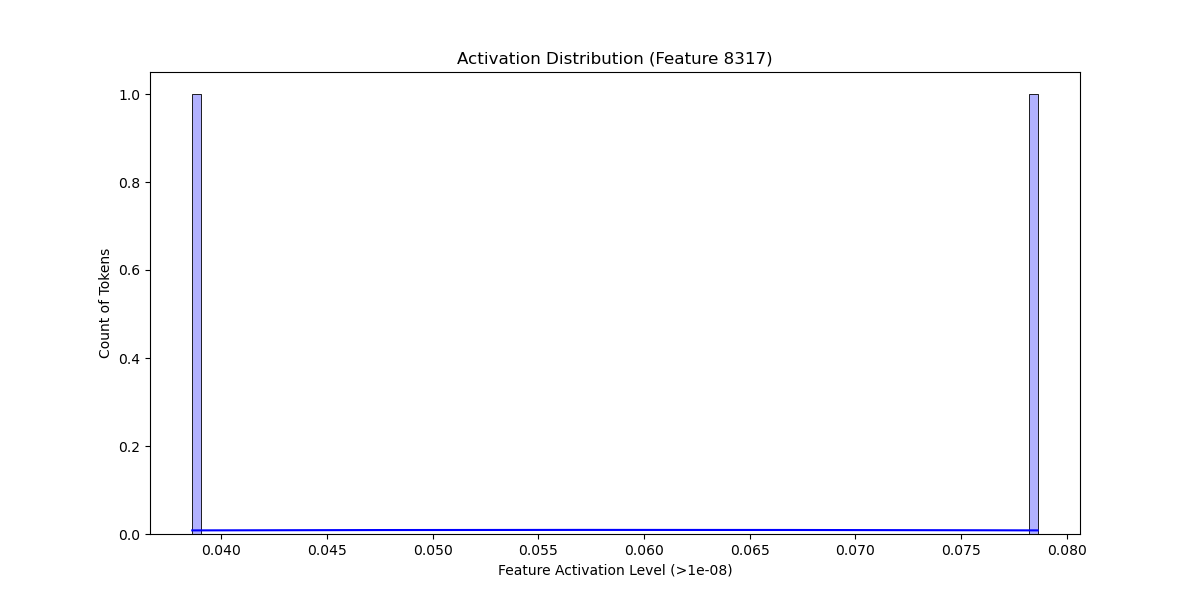 Activation Distribution (Feature 8317)
Count of Tokens
1.0
0.8
0.6
0.4
0.2
0.0
0.040 0.045 0.050 0.055 0.060 0.065 0.070 0.075 0.080
Feature Activation Level (>1e-08)